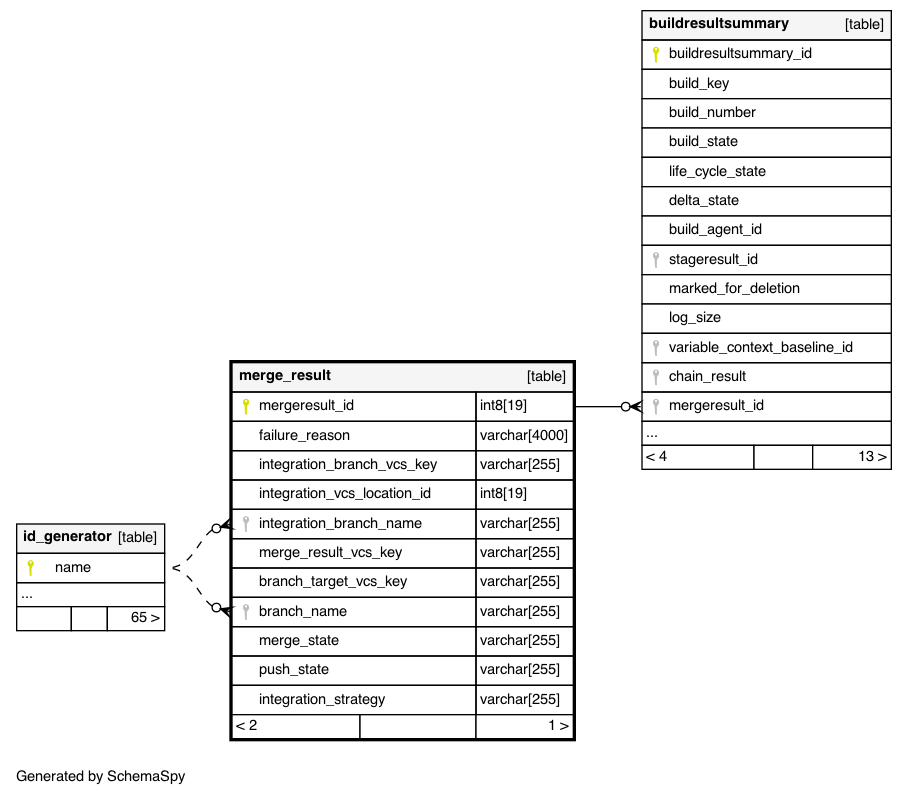 buildresultsummary [table]
buildresultsummary_id
build_key
build_number
build_state
life_cycle_state
delta_state
build_agent_id
stageresult_id
marked_for_deletion
log_size
variable_context_baseline_id
chain_result
mergeresult_id
...
< 4 13 >
merge_result [table]
mergeresult_id int8[19]
failure_reason varchar[4000]
integration_branch_vcs_key varchar[255]
integration_vcs_location_id int8[19]
integration_branch_name varchar[255]
merge_result_vcs_key varchar[255]
branch_target_vcs_key varchar[255]
branch_name varchar[255]
merge_state varchar[255]
push_state varchar[255]
integration_strategy varchar[255]
< 2 1 >
id_generator [table]
name <
...
65 >
Generated by SchemaSpy